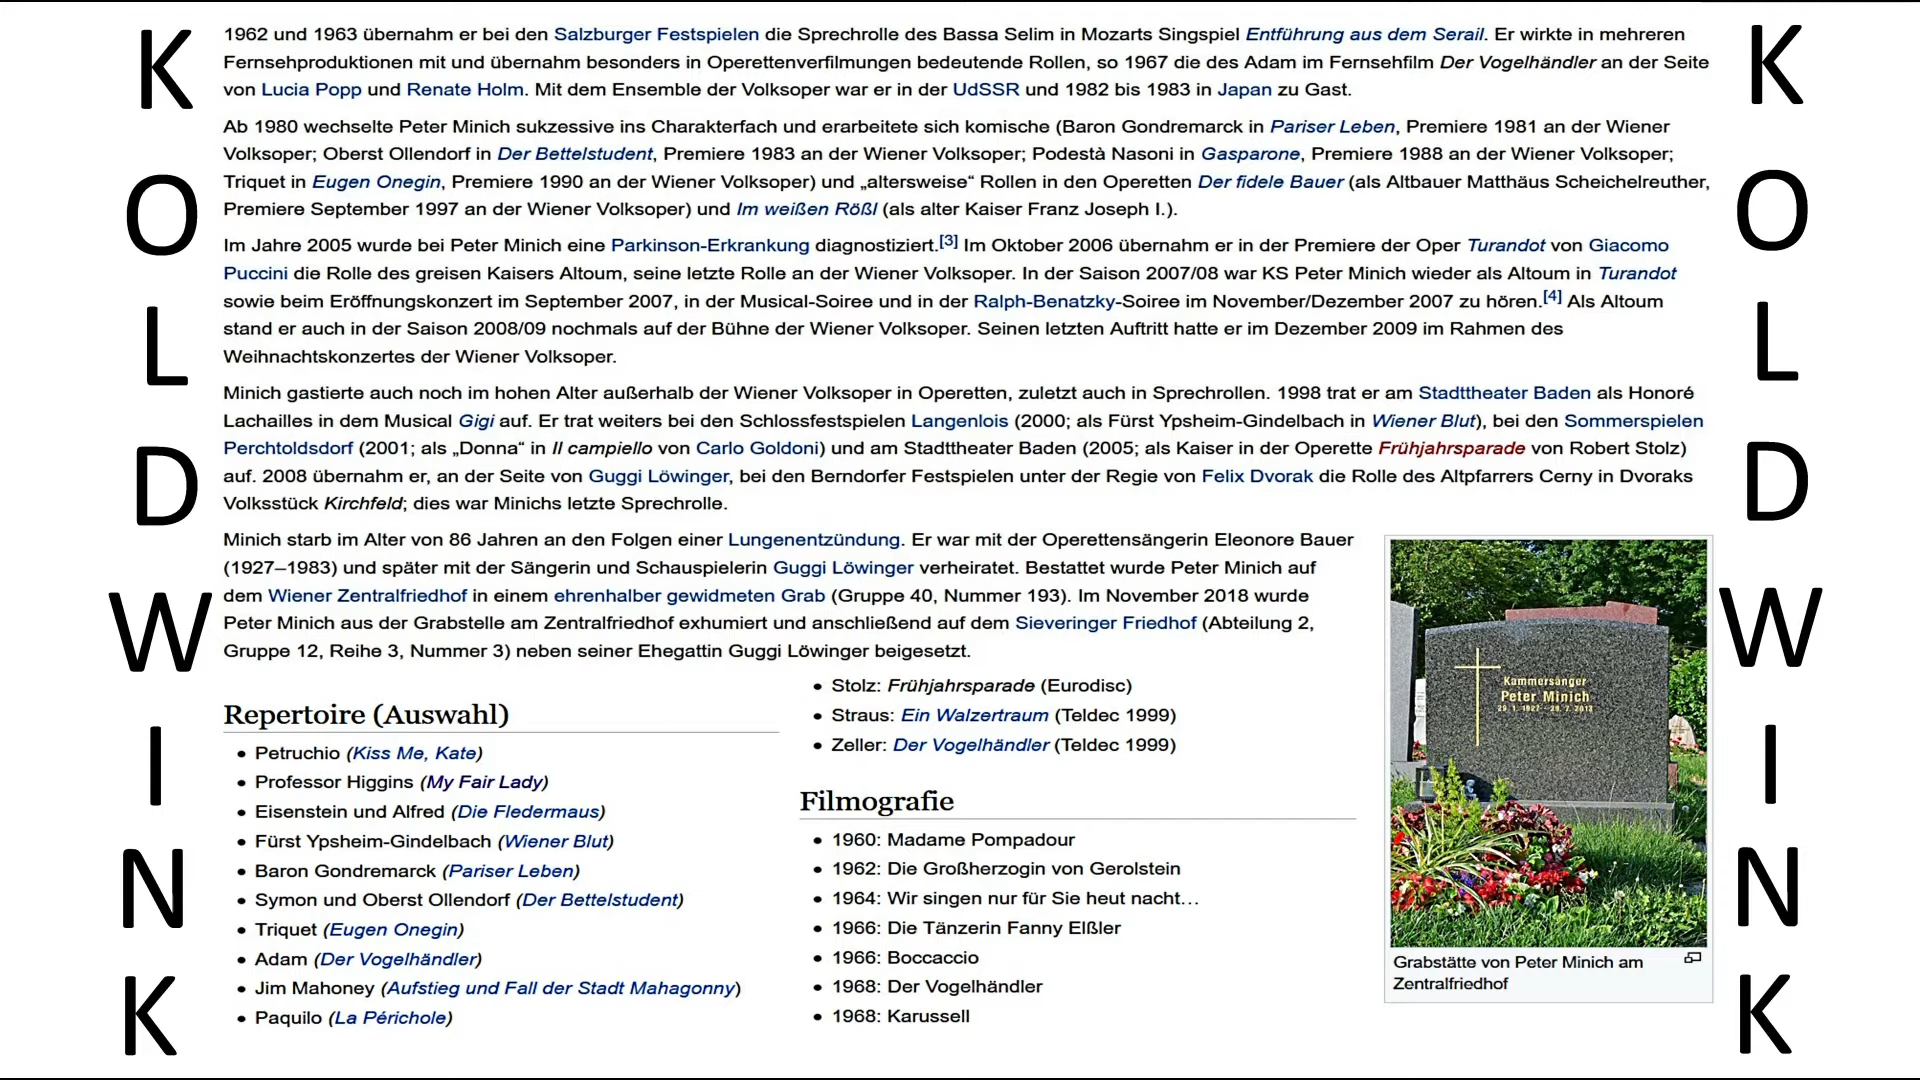 K
O
L
D
W
I
N
K
1962 und 1963 übernahm er bei den Salzburger Festspielen die Sprechrolle des Bassa Selim in Mozarts Singspiel Entführung aus dem Serail. Er wirkte in mehreren
Fernsehproduktionen mit und übernahm besonders in Operettenverfilmungen bedeutende Rollen, so 1967 die des Adam im Fernsehfilm Der Vogelhändler an der Seite
von Lucia Popp und Renate Holm. Mit dem Ensemble der Volksoper war er in der UdSSR und 1982 bis 1983 in Japan zu Gast.
Ab 1980 wechselte Peter Minich sukzessive ins Charakterfach und erarbeitete sich komische (Baron Gondremarck in Pariser Leben, Premiere 1981 an der Wiener
Volksoper; Oberst Ollendorf in Der Bettelstudent, Premiere 1983 an der Wiener Volksoper; Podestà Nasoni in Gasparone, Premiere 1988 an der Wiener Volksoper;
Triquet in Eugen Onegin, Premiere 1990 an der Wiener Volksoper) und „altersweise“ Rollen in den Operetten Der fidele Bauer (als Altbauer Matthäus Scheichelreuther,
Premiere September 1997 an der Wiener Volksoper) und Im weißen Rößl (als alter Kaiser Franz Joseph I.).
Im Jahre 2005 wurde bei Peter Minich eine Parkinson-Erkrankung diagnostiziert.[3] Im Oktober 2006 übernahm er in der Premiere der Oper Turandot von Giacomo
Puccini die Rolle des greisen Kaisers Altoum, seine letzte Rolle an der Wiener Volksoper. In der Saison 2007/08 war KS Peter Minich wieder als Altoum in Turandot
sowie beim Eröffnungskonzert im September 2007, in der Musical-Soiree und in der Ralph-Benatzky-Soiree im November/Dezember 2007 zu hören.[4] Als Altoum
stand er auch in der Saison 2008/09 nochmals auf der Bühne der Wiener Volksoper. Seinen letzten Auftritt hatte er im Dezember 2009 im Rahmen des
Weihnachtskonzertes der Wiener Volksoper.
Minich gastierte auch noch im hohen Alter außerhalb der Wiener Volksoper in Operetten, zuletzt auch in Sprechrollen. 1998 trat er am Stadttheater Baden als Honoré
Lachailles in dem Musical Gigi auf. Er trat weiters bei den Schlossfestspielen Langenlois (2000; als Fürst Ypsheim-Gindelbach in Wiener Blut), bei den Sommerspielen
Perchtoldsdorf (2001; als „Donna“ in Il campiello von Carlo Goldoni) und am Stadttheater Baden (2005; als Kaiser in der Operette Frühjahrsparade von Robert Stolz)
auf. 2008 übernahm er, an der Seite von Guggi Löwinger, bei den Berndorfer Festspielen unter der Regie von Felix Dvorak die Rolle des Altpfarrers Cerny in Dvoraks
Volksstück Kirchfeld; dies war Minichs letzte Sprechrolle.
Minich starb im Alter von 86 Jahren an den Folgen einer Lungenentzündung. Er war mit der Operettensängerin Eleonore Bauer
(1927–1983) und später mit der Sängerin und Schauspielerin Guggi Löwinger verheiratet. Bestattet wurde Peter Minich auf
dem Wiener Zentralfriedhof in einem ehrenhalber gewidmeten Grab (Gruppe 40, Nummer 193). Im November 2018 wurde
Peter Minich aus der Grabstelle am Zentralfriedhof exhumiert und anschließend auf dem Sieveringer Friedhof (Abteilung 2,
Gruppe 12, Reihe 3, Nummer 3) neben seiner Ehegattin Guggi Löwinger beigesetzt.
Repertoire (Auswahl)
• Petruchio (Kiss Me, Kate)
• Professor Higgins (My Fair Lady)
• Eisenstein und Alfred (Die Fledermaus)
• Fürst Ypsheim-Gindelbach (Wiener Blut)
• Baron Gondremarck (Pariser Leben)
• Symon und Oberst Ollendorf (Der Bettelstudent)
• Triquet (Eugen Onegin)
• Adam (Der Vogelhändler)
• Jim Mahoney (Aufstieg und Fall der Stadt Mahagonny)
• Paquilo (La Périchole)
• Stolz: Frühjahrsparade (Eurodisc)
• Straus: Ein Walzertraum (Teldec 1999)
• Zeller: Der Vogelhändler (Teldec 1999)
Filmografie
• 1960: Madame Pompadour
• 1962: Die Großherzogin von Gerolstein
• 1964: Wir singen nur für Sie heut nacht…
• 1966: Die Tänzerin Fanny Elßler
• 1966: Boccaccio
• 1968: Der Vogelhändler
• 1968: Karussell
Kammersänger
Peter Minich
29. 1. 1927 - 29. 7. 2013
Grabstätte von Peter Minich am
Zentralfriedhof
K
O
L
D
W
I
N
K